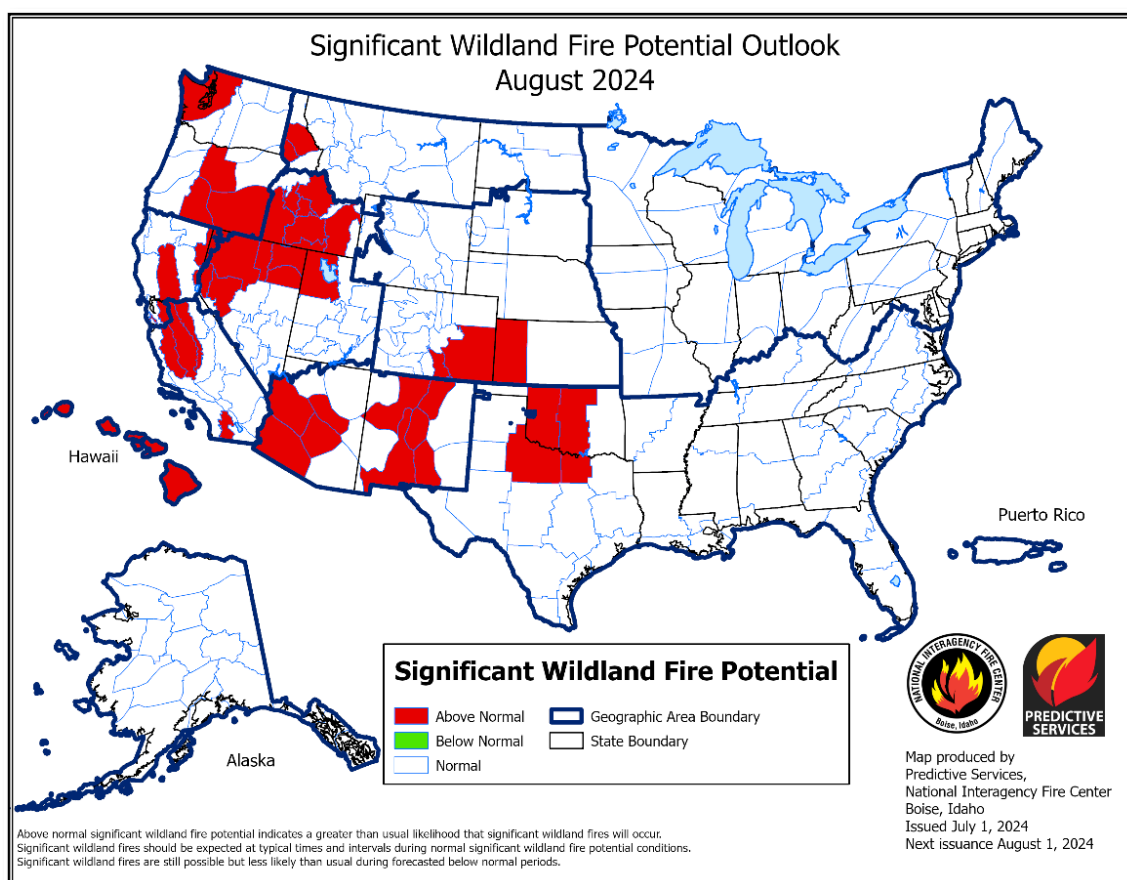 Significant Wildland Fire Potential Outlook
August 2024
Hawaii
Puerto Rico
Alaska
Significant Wildland Fire Potential
Above Normal
Below Normal
Normal
Geographic Area Boundary
State Boundary
NATIONAL INTERAGENCY FIRE CENTER
Boise, Idaho
PREDICTIVE
SERVICES
Map produced by
Predictive Services,
National Interagency Fire Center
Boise, Idaho
Issued July 1, 2024
Next issuance August 1, 2024
Above normal significant wildland fire potential indicates a greater than usual likelihood that significant wildland fires will occur.
Significant wildland fires should be expected at typical times and intervals during normal significant wildland fire potential conditions.
Significant wildland fires are still possible but less likely than usual during forecasted below normal periods.